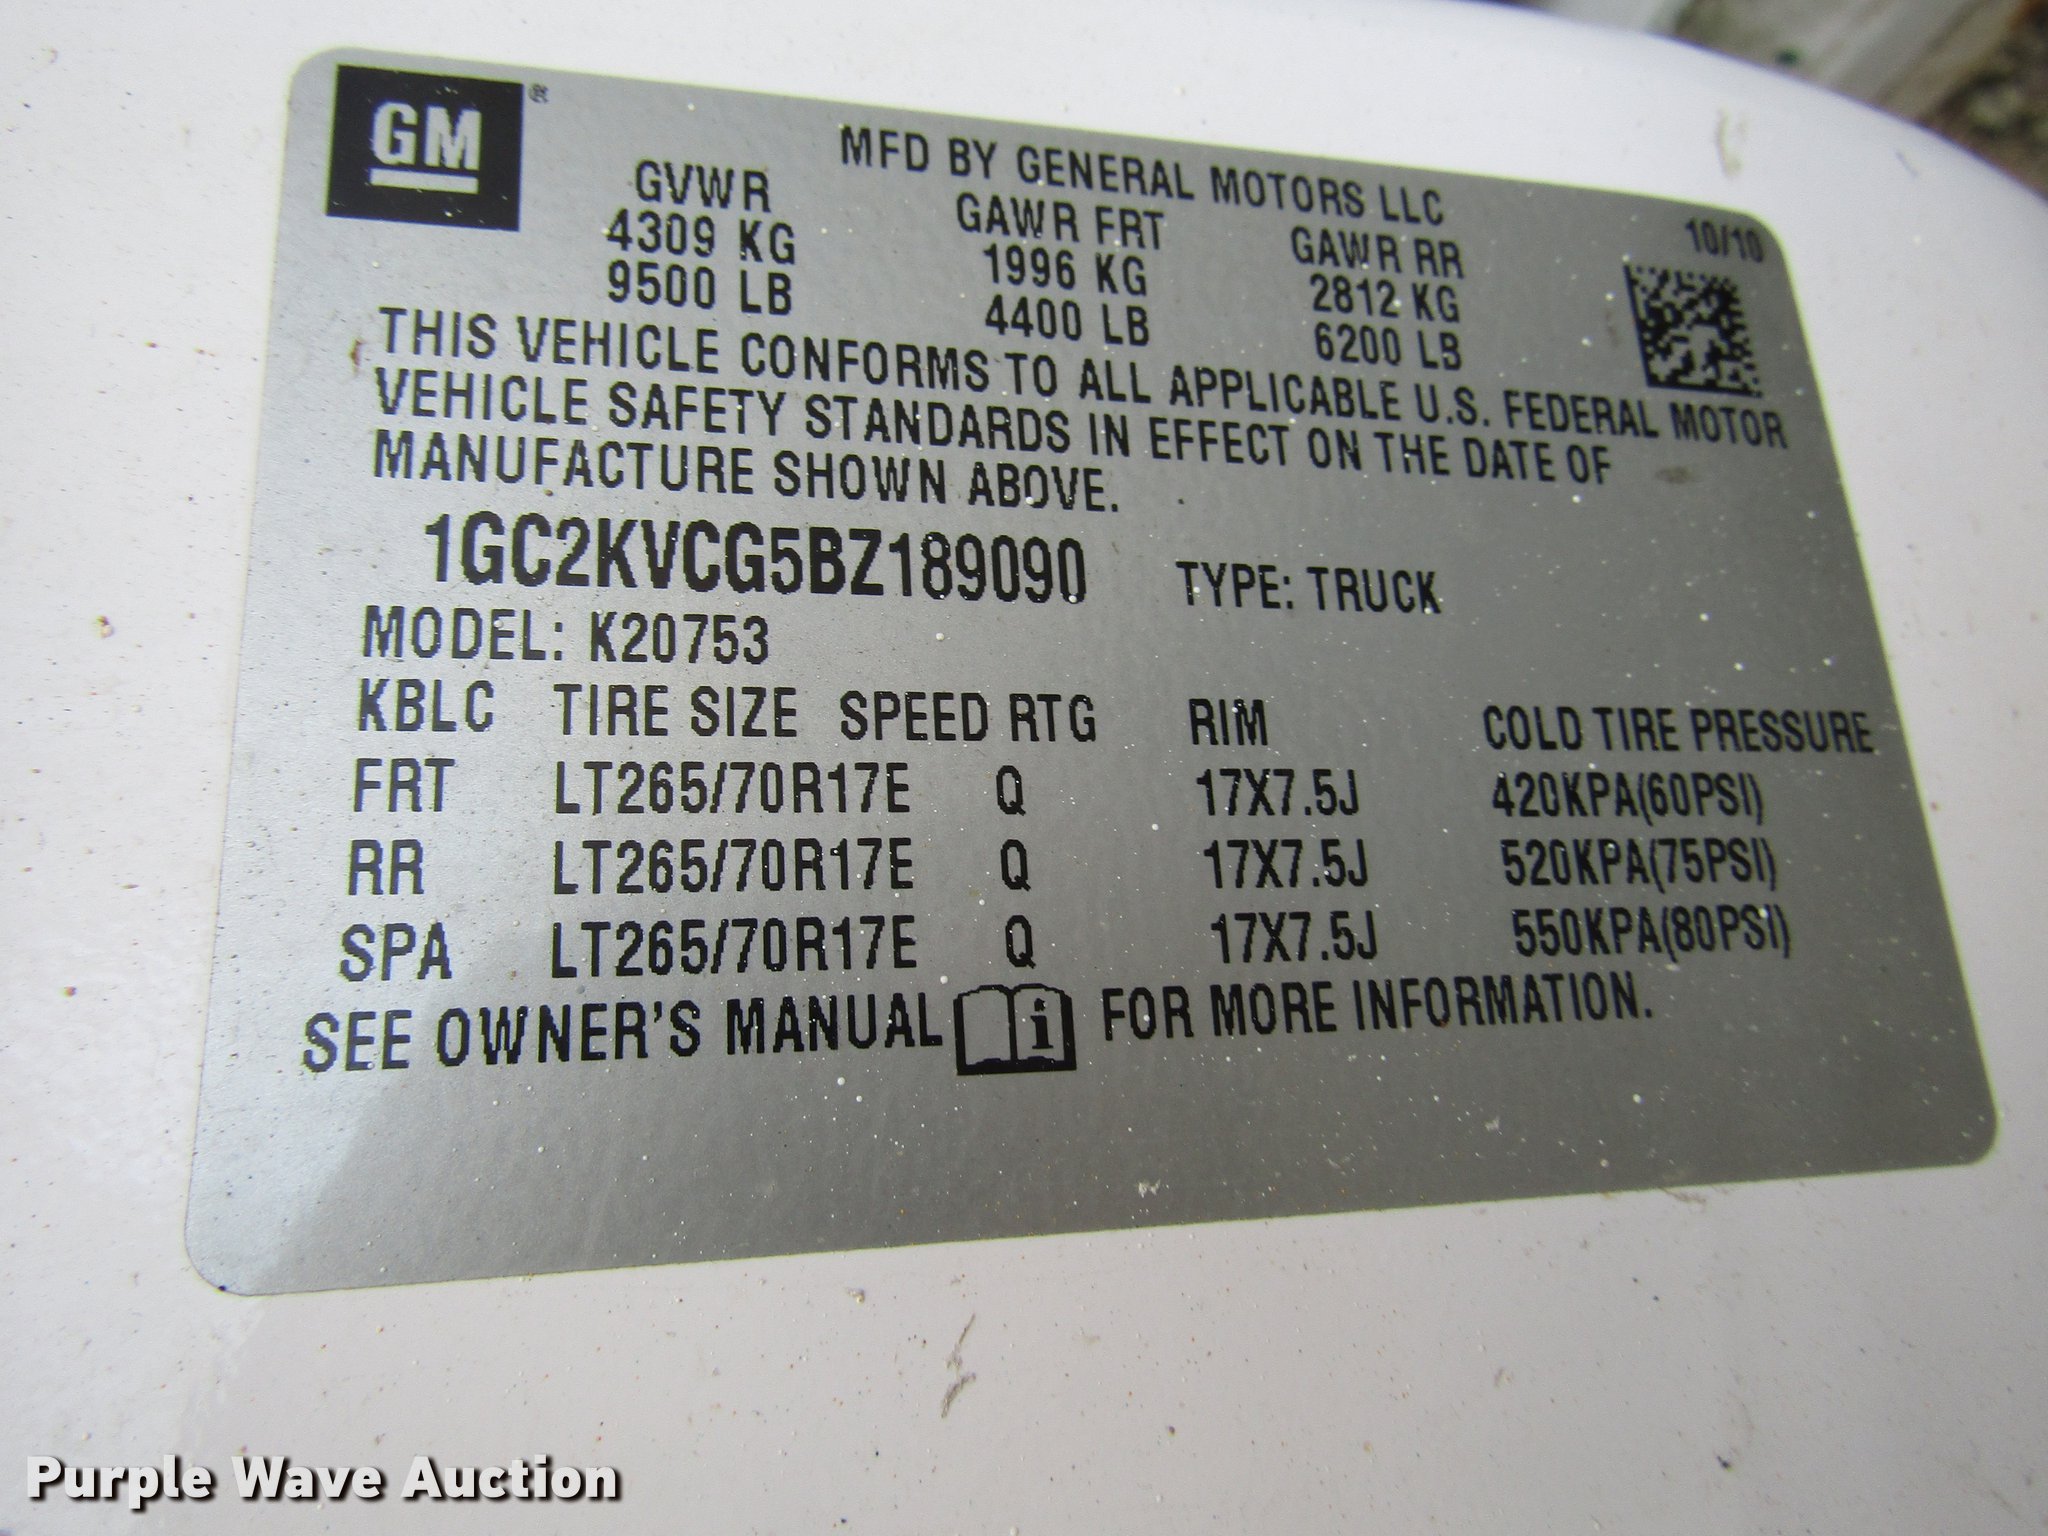 GM®
MFD BY GENERAL MOTORS LLC
10/10
GVWR GAWR FRT GAWR RR
4309 KG 1996 KG 2812 KG
9500 LB 4400 LB 6200 LB
THIS VEHICLE CONFORMS TO ALL APPLICABLE U.S. FEDERAL MOTOR
VEHICLE SAFETY STANDARDS IN EFFECT ON THE DATE OF
MANUFACTURE SHOWN ABOVE.
1GC2KVCG5BZ189090 TYPE: TRUCK
MODEL: K20753
KBLC TIRE SIZE SPEED RTG RIM COLD TIRE PRESSURE
FRT LT265/70R17E Q 17X7.5J 420KPA(60PSI)
RR LT265/70R17E Q 17X7.5J 520KPA(75PSI)
SPA LT265/70R17E Q 17X7.5J 550KPA(80PSI)
SEE OWNER'S MANUAL i FOR MORE INFORMATION.
Purple Wave Auction